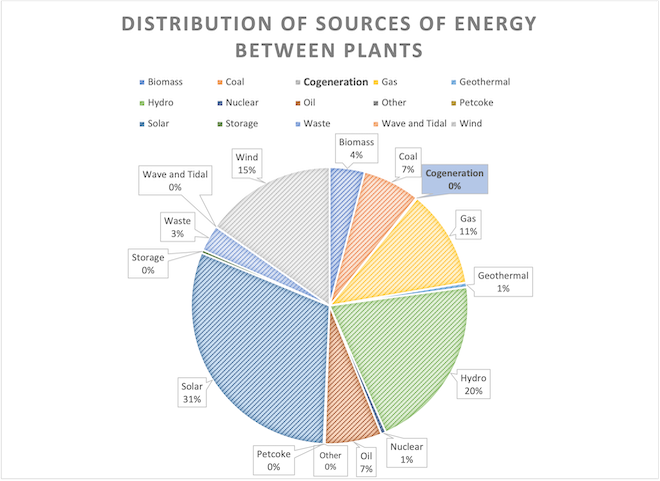 DISTRIBUTION OF SOURCES OF ENERGY
BETWEEN PLANTS
Biomass Coal Cogeneration Gas Geothermal
Hydro Nuclear Oil Other Petcoke
Solar Storage Waste Wave and Tidal Wind
Biomass
4%
Coal
7%
Cogeneration
0%
Gas
11%
Geothermal
1%
Hydro
20%
Nuclear
1%
Oil
7%
Other
0%
Petcoke
0%
Solar
31%
Storage
0%
Waste
3%
Wave and Tidal
0%
Wind
15%